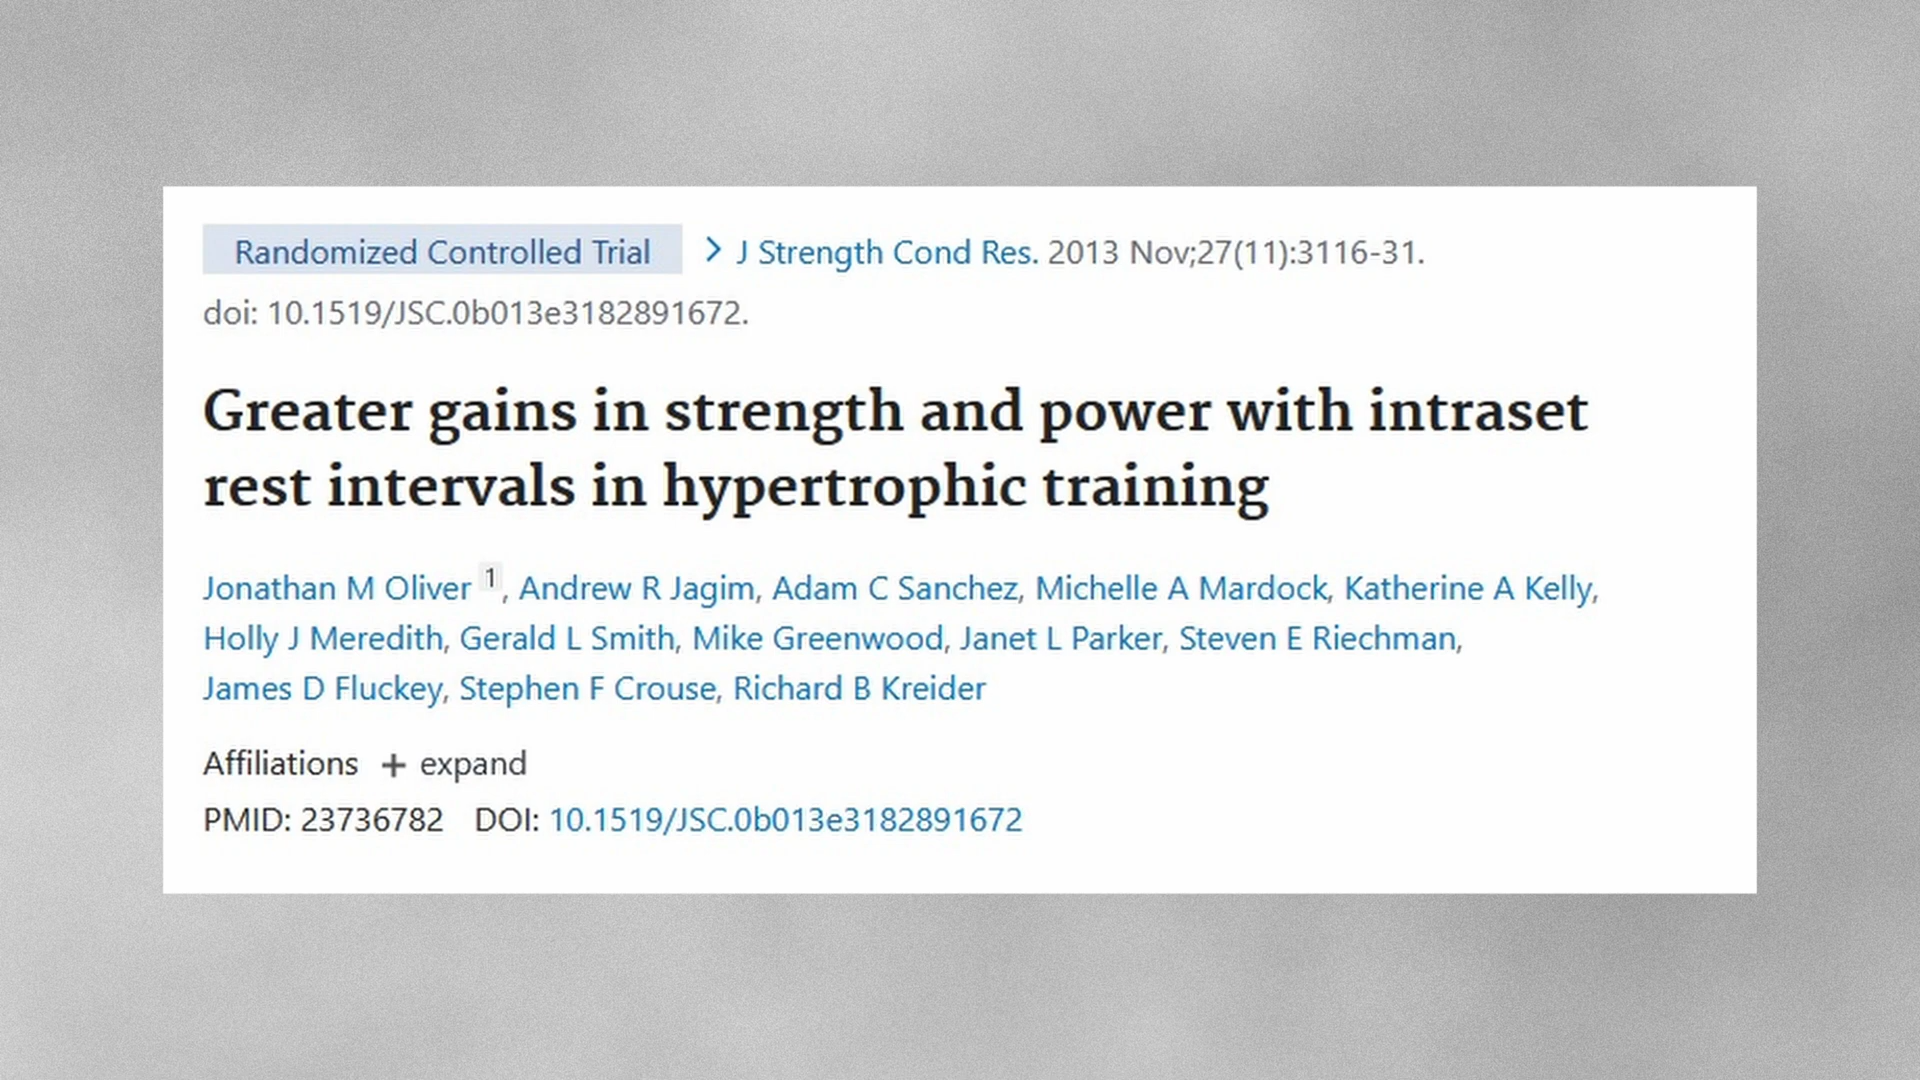 Randomized Controlled Trial > J Strength Cond Res. 2013 Nov;27(11):3116-31.
doi: 10.1519/JSC.0b013e3182891672.
Greater gains in strength and power with intraset
rest intervals in hypertrophic training
Jonathan M Oliver 1, Andrew R Jagim, Adam C Sanchez, Michelle A Mardock, Katherine A Kelly,
Holly J Meredith, Gerald L Smith, Mike Greenwood, Janet L Parker, Steven E Riechman,
James D Fluckey, Stephen F Crouse, Richard B Kreider
Affiliations + expand
PMID: 23736782 DOI: 10.1519/JSC.0b013e3182891672